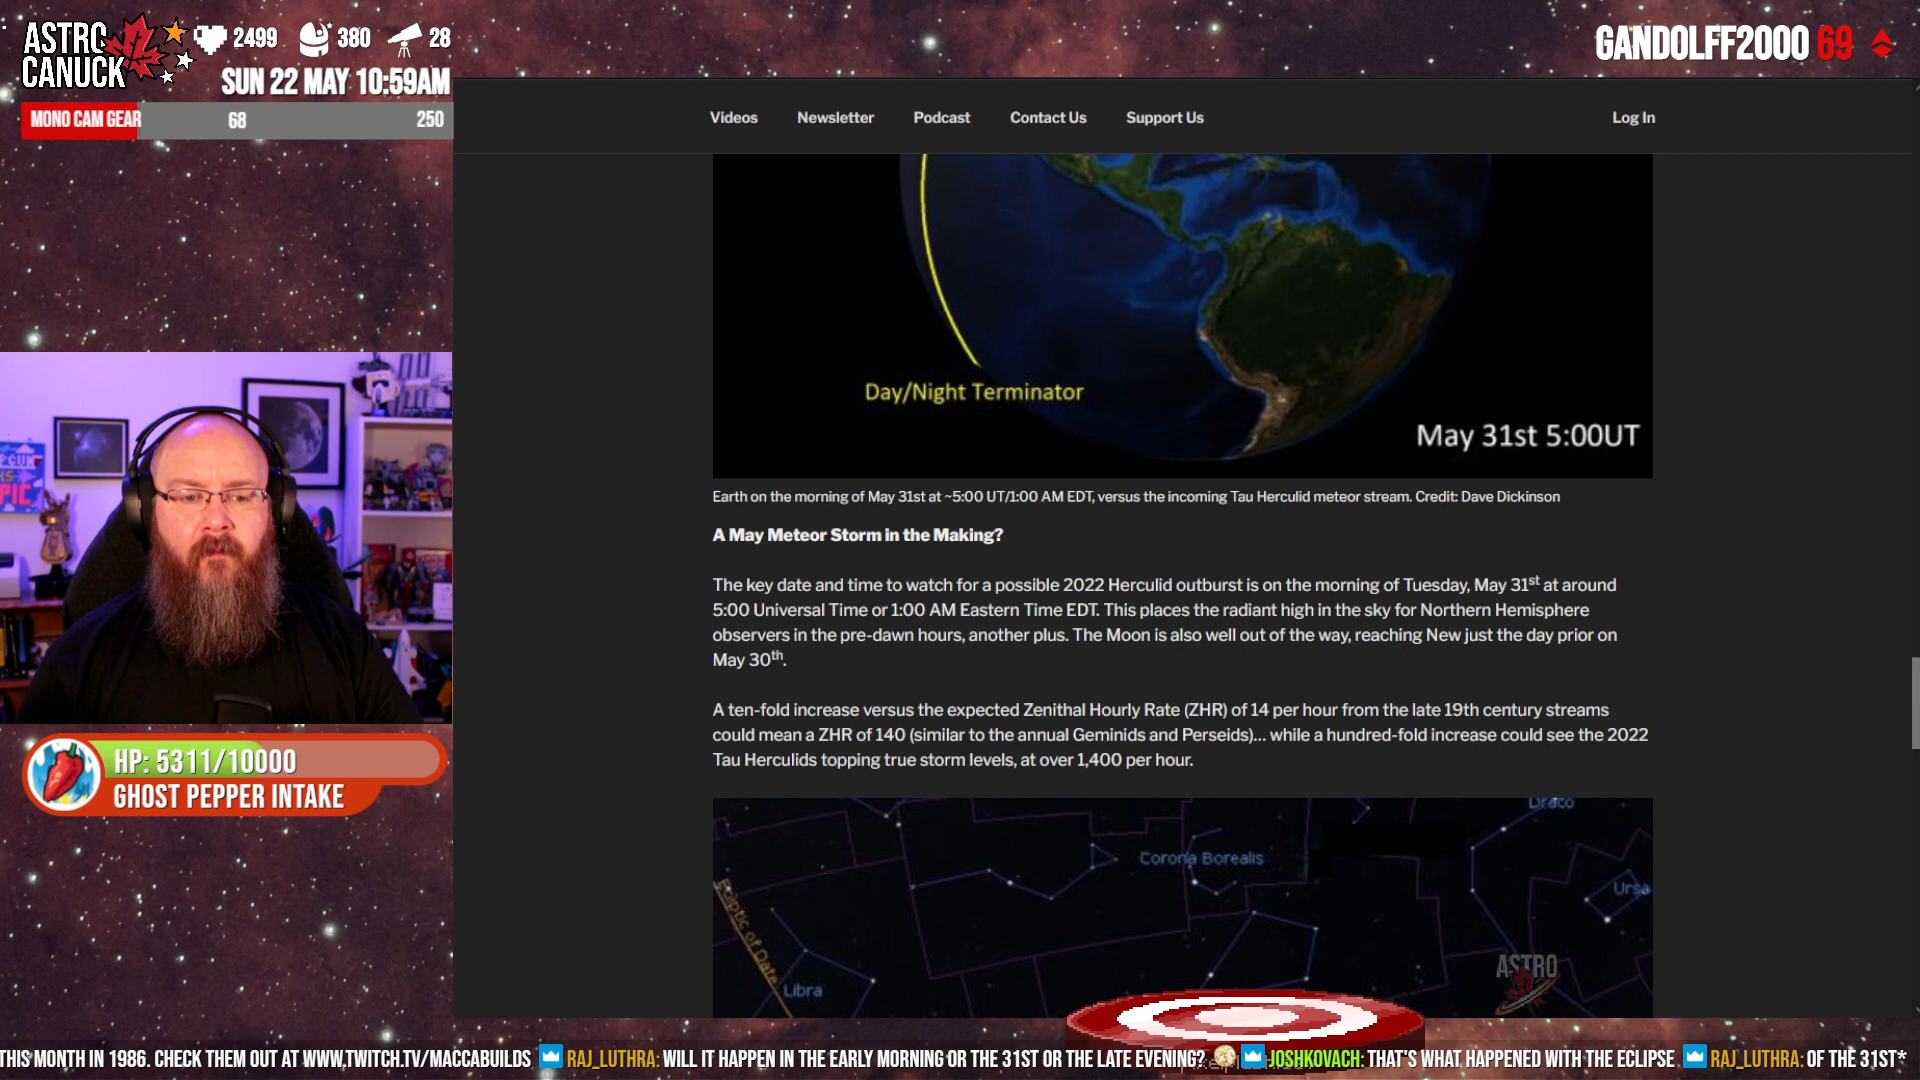 ASTRO
CANUCK
2499
380
28
SUN 22 MAY 10:59AM
MONO CAM GEAR
68
250
GANDOLFF2000 69
Videos
Newsletter
Podcast
Contact Us
Support Us
Log In
Day/Night Terminator
May 31st 5:00UT
Earth on the morning of May 31st at ~5:00 UT/1:00 AM EDT, versus the incoming Tau Herculid meteor stream. Credit: Dave Dickinson
A May Meteor Storm in the Making?
The key date and time to watch for a possible 2022 Herculid outburst is on the morning of Tuesday, May 31st at around
5:00 Universal Time or 1:00 AM Eastern Time EDT. This places the radiant high in the sky for Northern Hemisphere
observers in the pre-dawn hours, another plus. The Moon is also well out of the way, reaching New just the day prior on
May 30th.
A ten-fold increase versus the expected Zenithal Hourly Rate (ZHR) of 14 per hour from the late 19th century streams
could mean a ZHR of 140 (similar to the annual Geminids and Perseids)... while a hundred-fold increase could see the 2022
Tau Herculids topping true storm levels, at over 1,400 per hour.
HP: 5311/10000
GHOST PEPPER INTAKE
Draco
Corona Borealis
Ursa
Ecliptic of Date
Libra
ASTRO
THIS MONTH IN 1986. CHECK THEM OUT AT WWW.TWITCH.TV/MACCABUILDS RAJ_LUTHRA: WILL IT HAPPEN IN THE EARLY MORNING OR THE 31ST OR THE LATE EVENING? JOSHKOVACH: THAT'S WHAT HAPPENED WITH THE ECLIPSE RAJ_LUTHRA: OF THE 31ST*